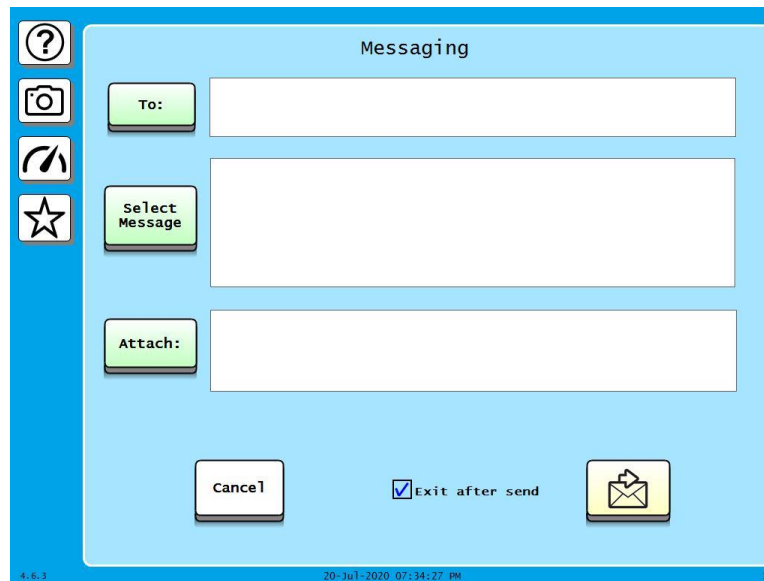 Messaging
To:
Select
Message
Attach:
Cancel
Exit after send
4.6.3
20-Jul-2020 07:34:27 PM